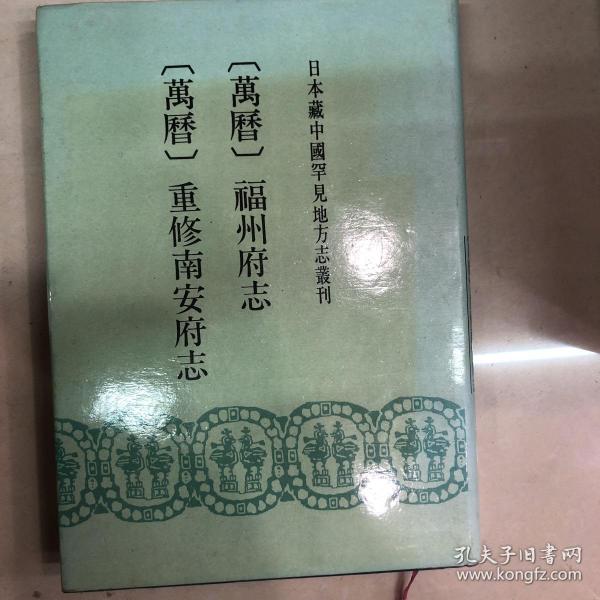 日本藏中國罕見地方志叢刊
〔萬曆〕福州府志
〔萬曆〕重修南安府志
孔夫子旧书网
www.kongfz.com